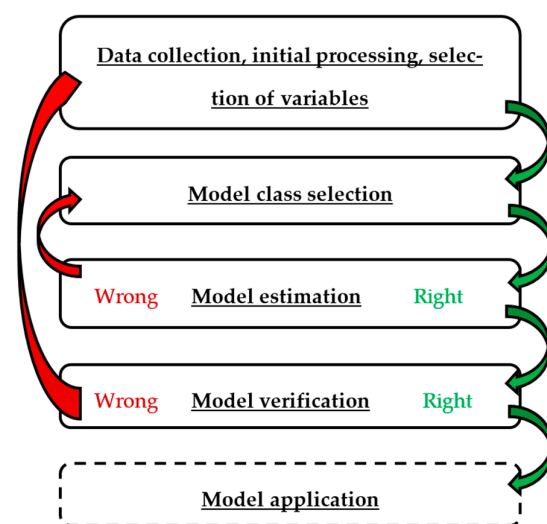 Data collection, initial processing, selec-
tion of variables
Model class selection
Wrong Model estimation Right
Wrong Model verification Right
Model application